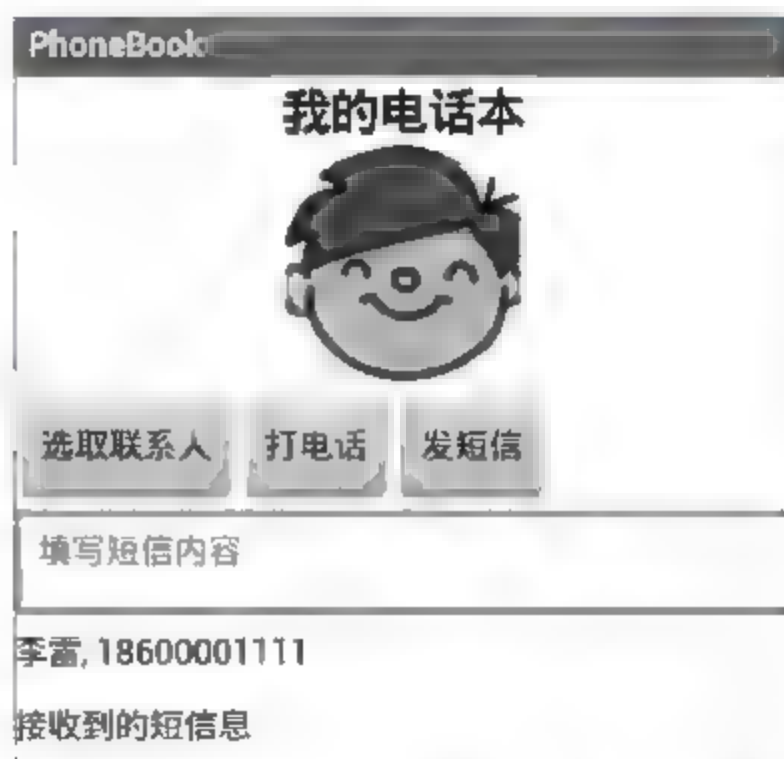 PhoneBook
我的电话本
选取联系人 打电话 发短信
填写短信内容
李雷, 18600001111
接收到的短信息